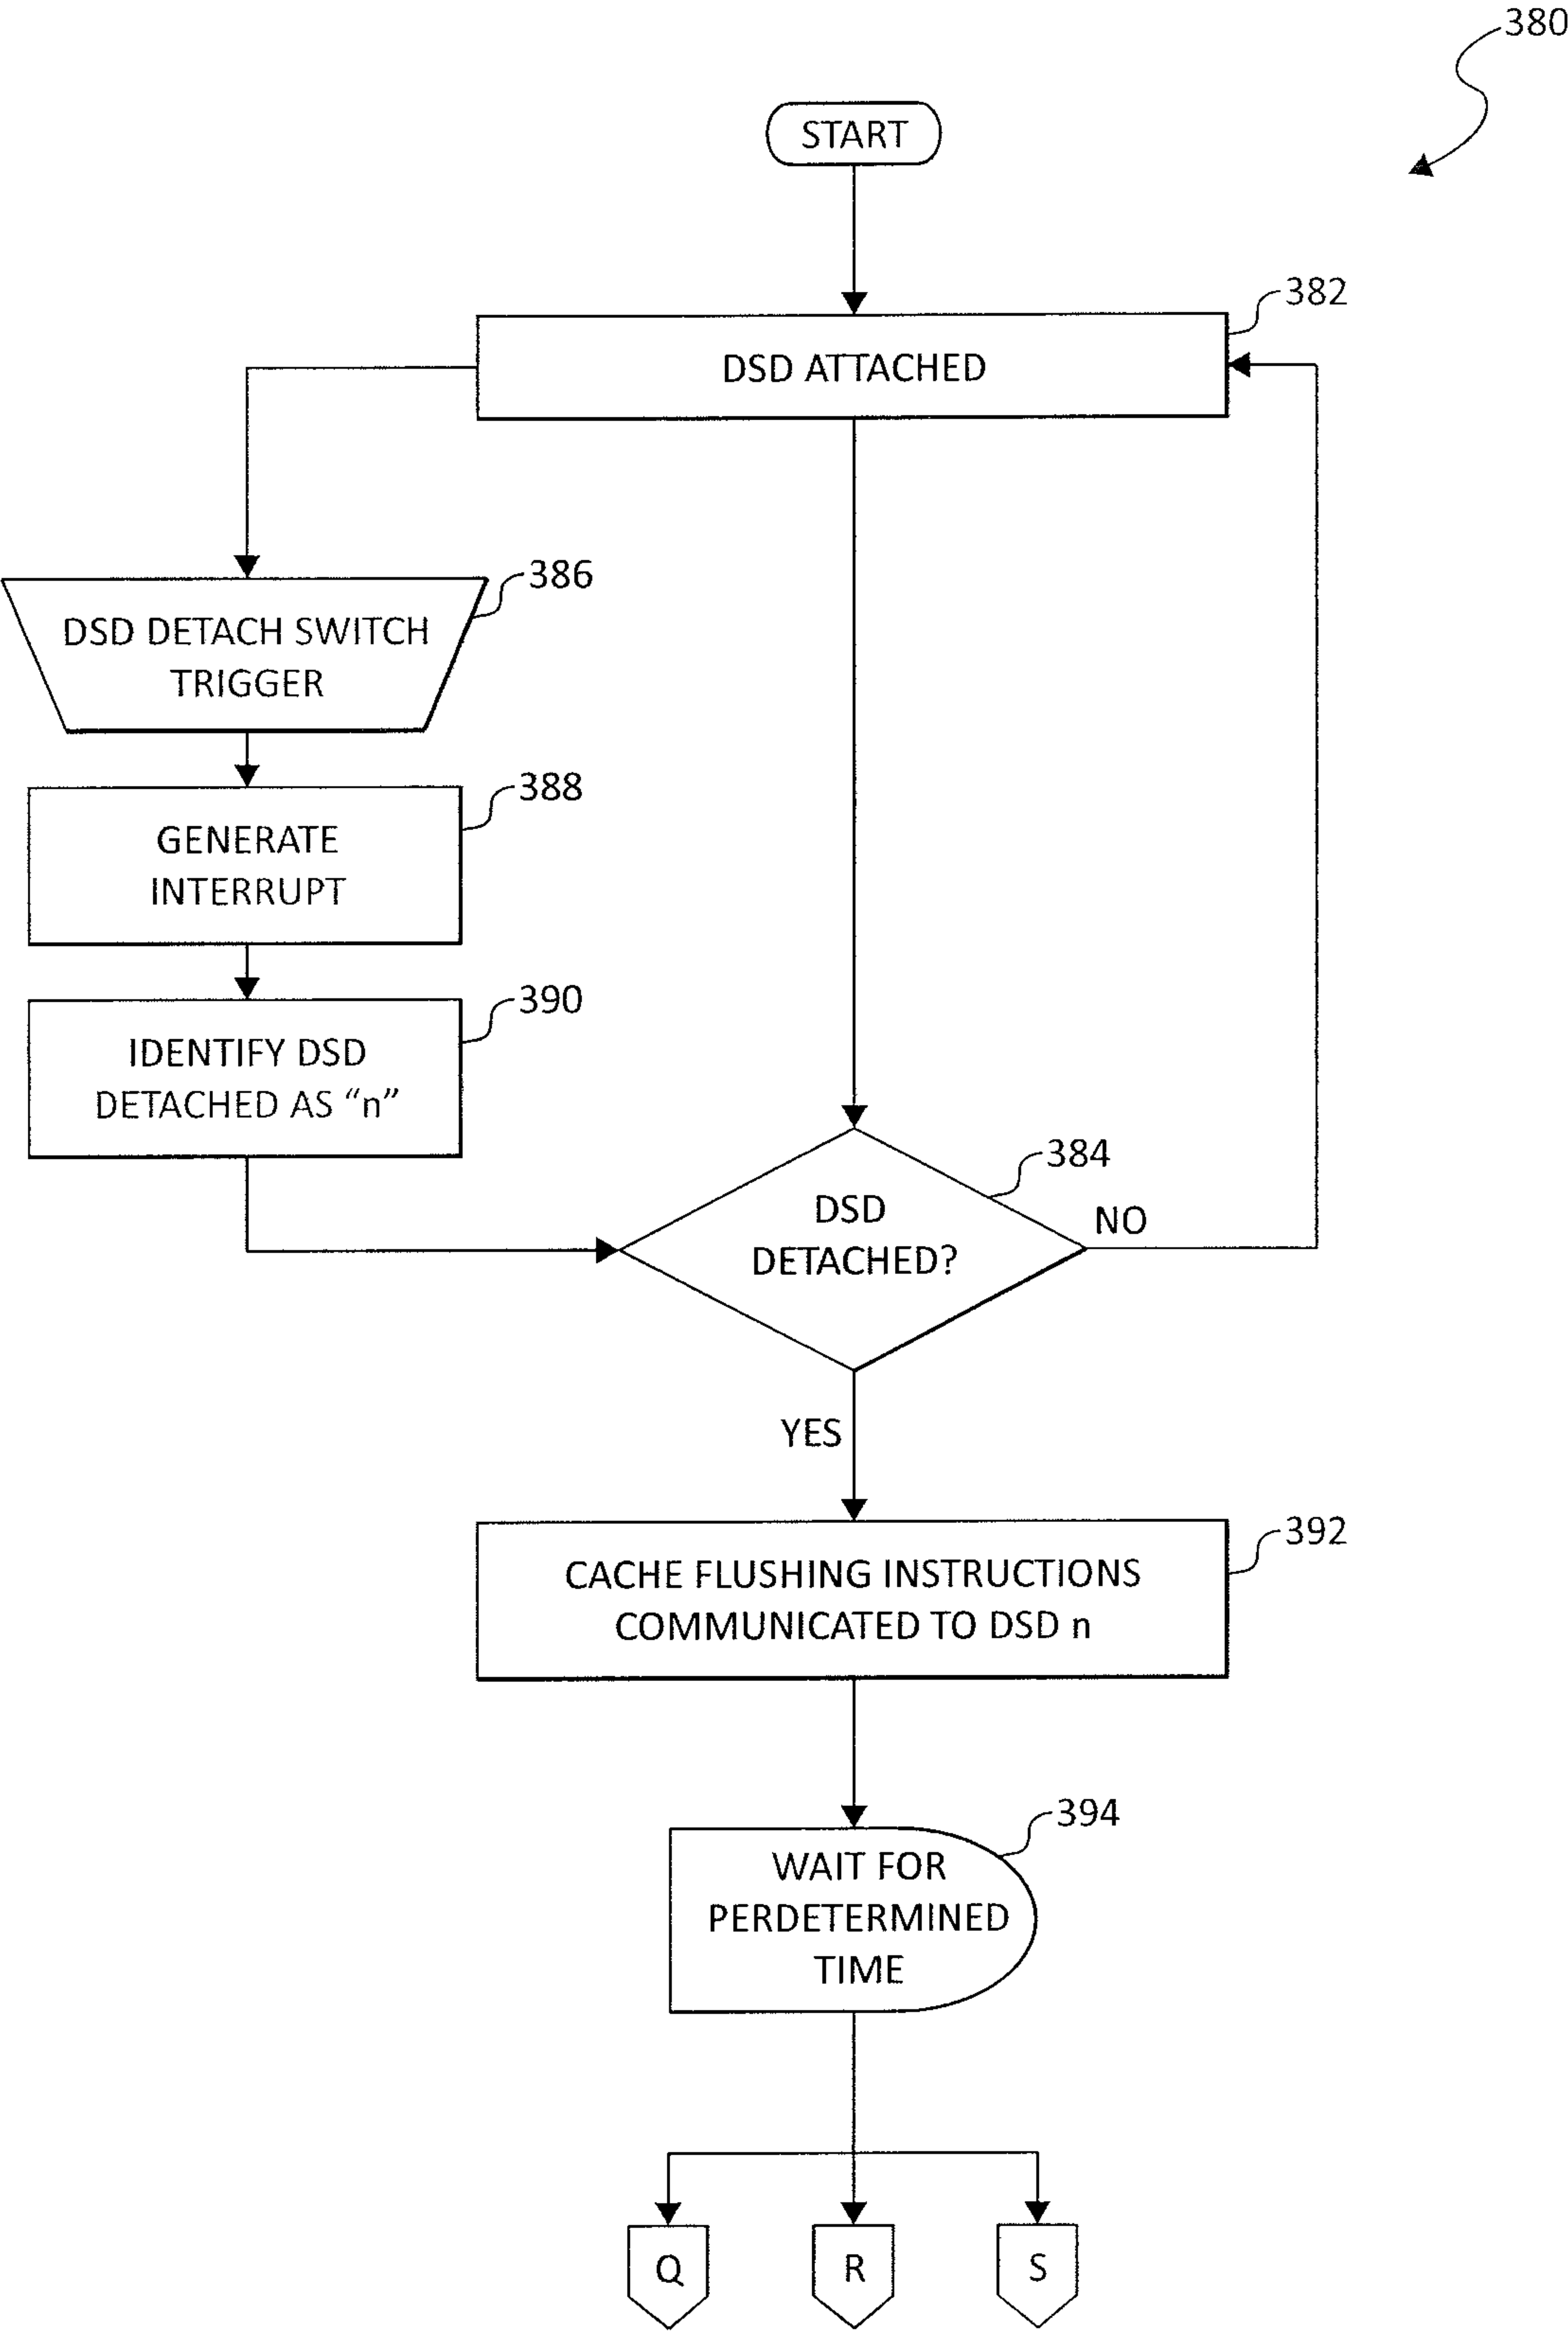 380
START
382
DSD ATTACHED
386
DSD DETACH SWITCH
TRIGGER
388
GENERATE
INTERRUPT
390
IDENTIFY DSD
DETACHED AS “n”
384
DSD
DETACHED?
NO
YES
392
CACHE FLUSHING INSTRUCTIONS
COMMUNICATED TO DSD n
394
WAIT FOR
PERDETERMINED
TIME
Q
R
S